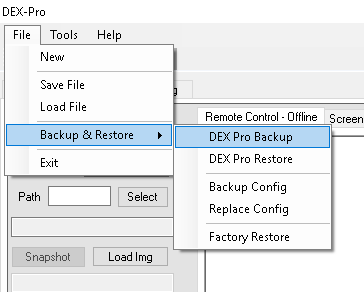 DEX-Pro
File Tools Help
New
Save File
Load File
Backup & Restore
Exit
Remote Control - Offline Screen
DEX Pro Backup
DEX Pro Restore
Backup Config
Replace Config
Factory Restore
Path Select
Snapshot Load Img